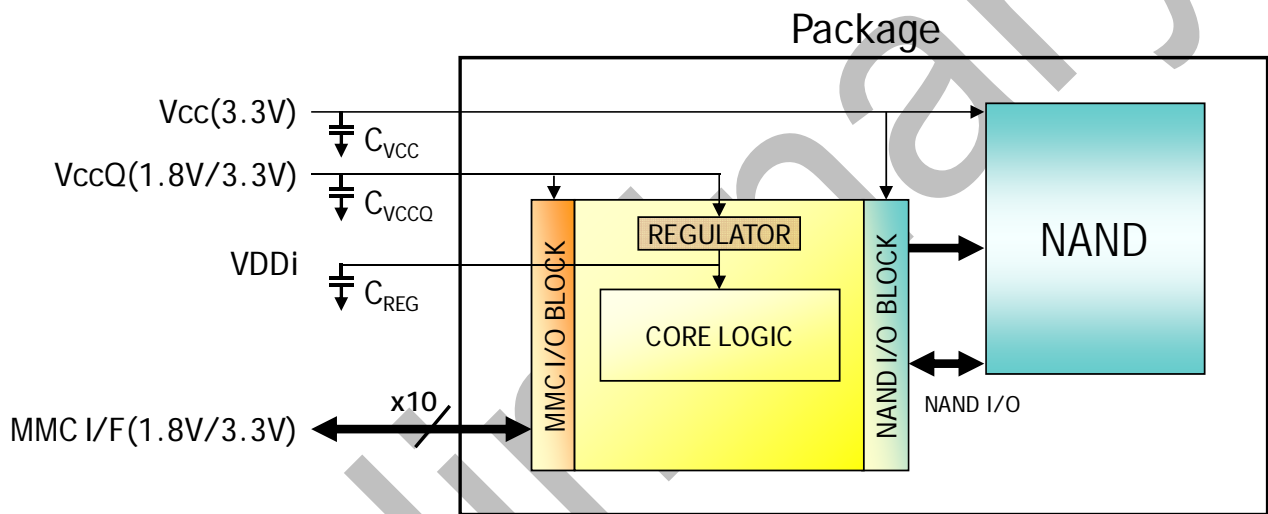 Package
Vcc(3.3V)
CVCC
VccQ(1.8V/3.3V)
CVCCQ
REGULATOR
VDDi
CREG
CORE LOGIC
MMC I/O BLOCK
NAND I/O BLOCK
NAND
NAND I/O
x10
MMC I/F(1.8V/3.3V)